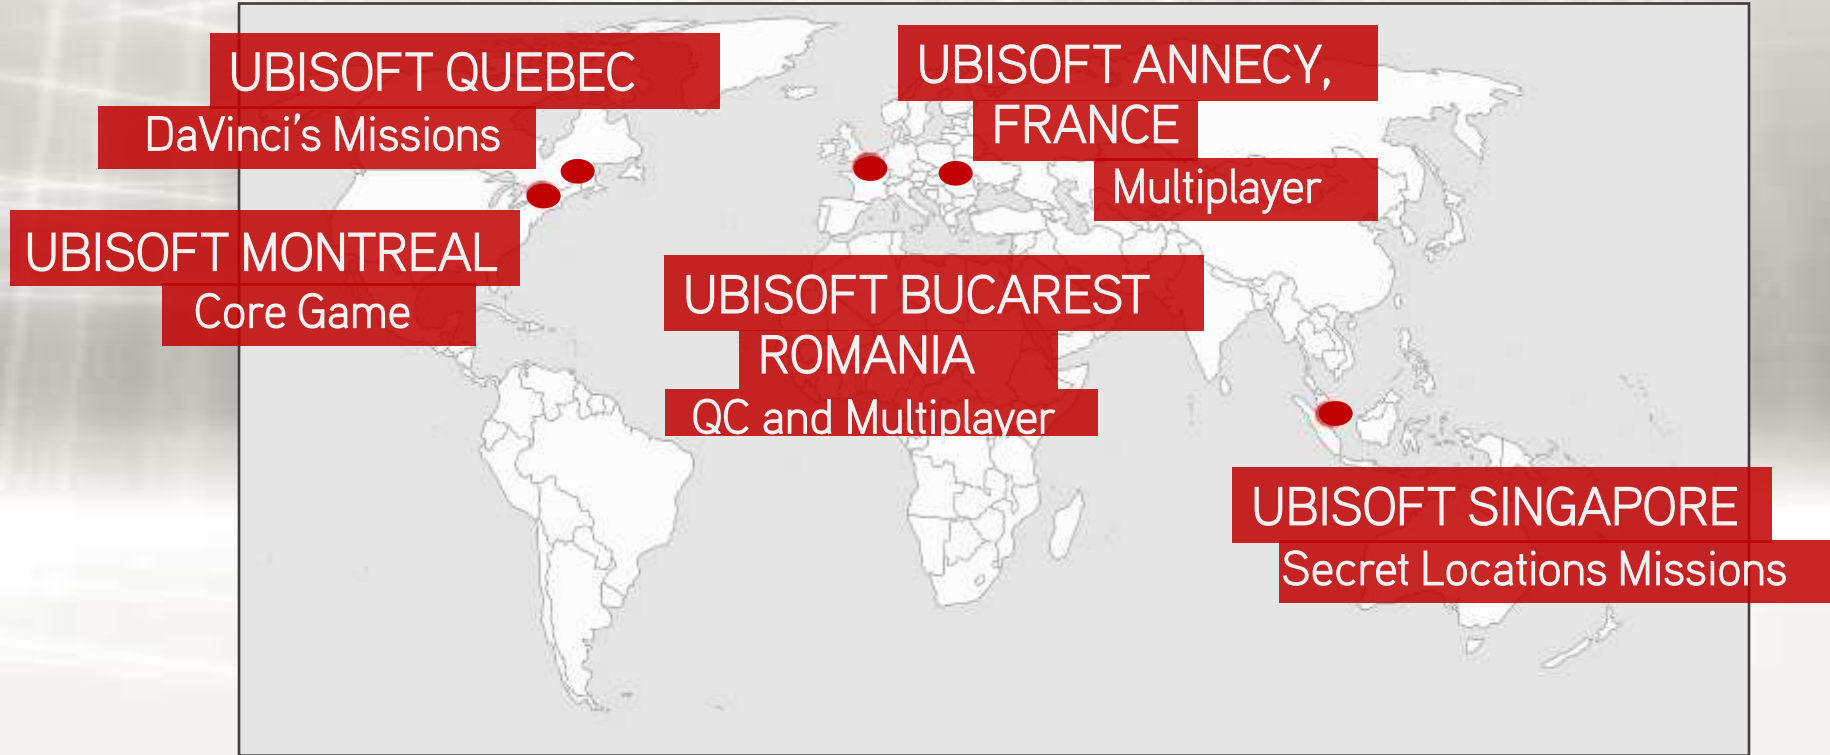 UBISOFT QUEBEC
DaVinci's Missions
UBISOFT ANNECY,
FRANCE
Multiplayer
UBISOFT MONTREAL
Core Game
UBISOFT BUCAREST
ROMANIA
QC and Multiplayer
UBISOFT SINGAPORE
Secret Locations Missions